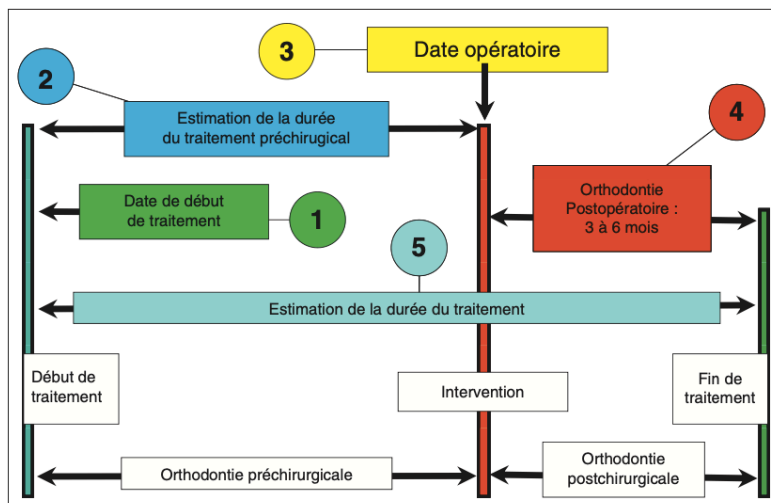 3
Date opératoire
2
Estimation de la durée
du traitement préchirugical
4
Date de début
de traitement
1
Orthodontie
Postopératoire :
3 à 6 mois
5
Estimation de la durée du traitement
Début de
traitement
Intervention
Fin de
traitement
Orthodontie préchirurgicale
Orthodontie
postchirurgicale